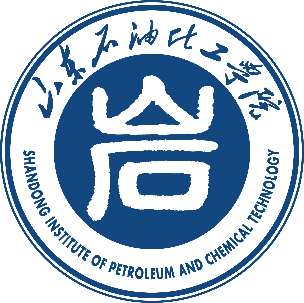 山东石油化工学院
SHANDONG INSTITUTE OF PETROLEUM AND CHEMICAL TECHNOLOGY